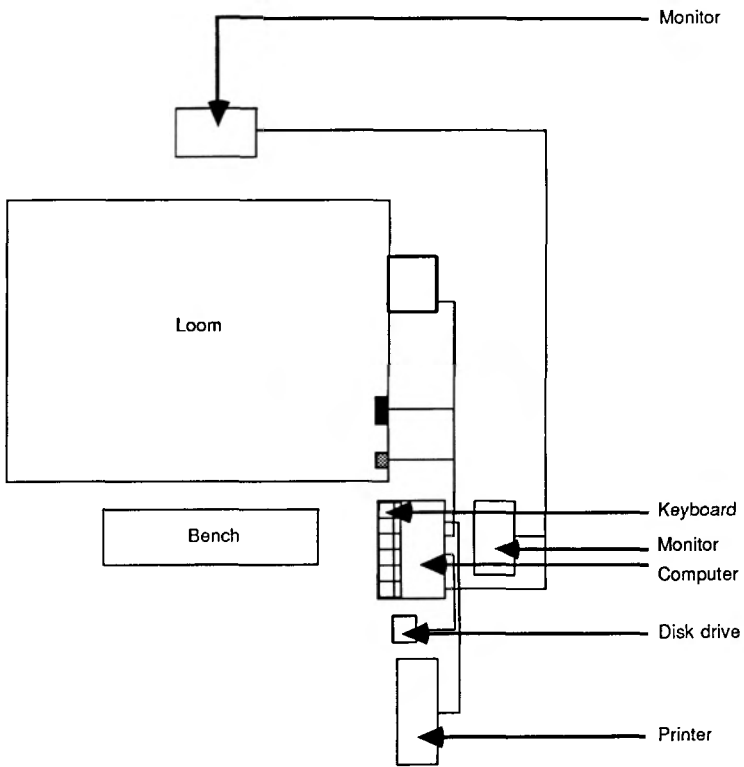 Monitor
Loom
Keyboard
Bench
Monitor
Computer
Disk drive
Printer